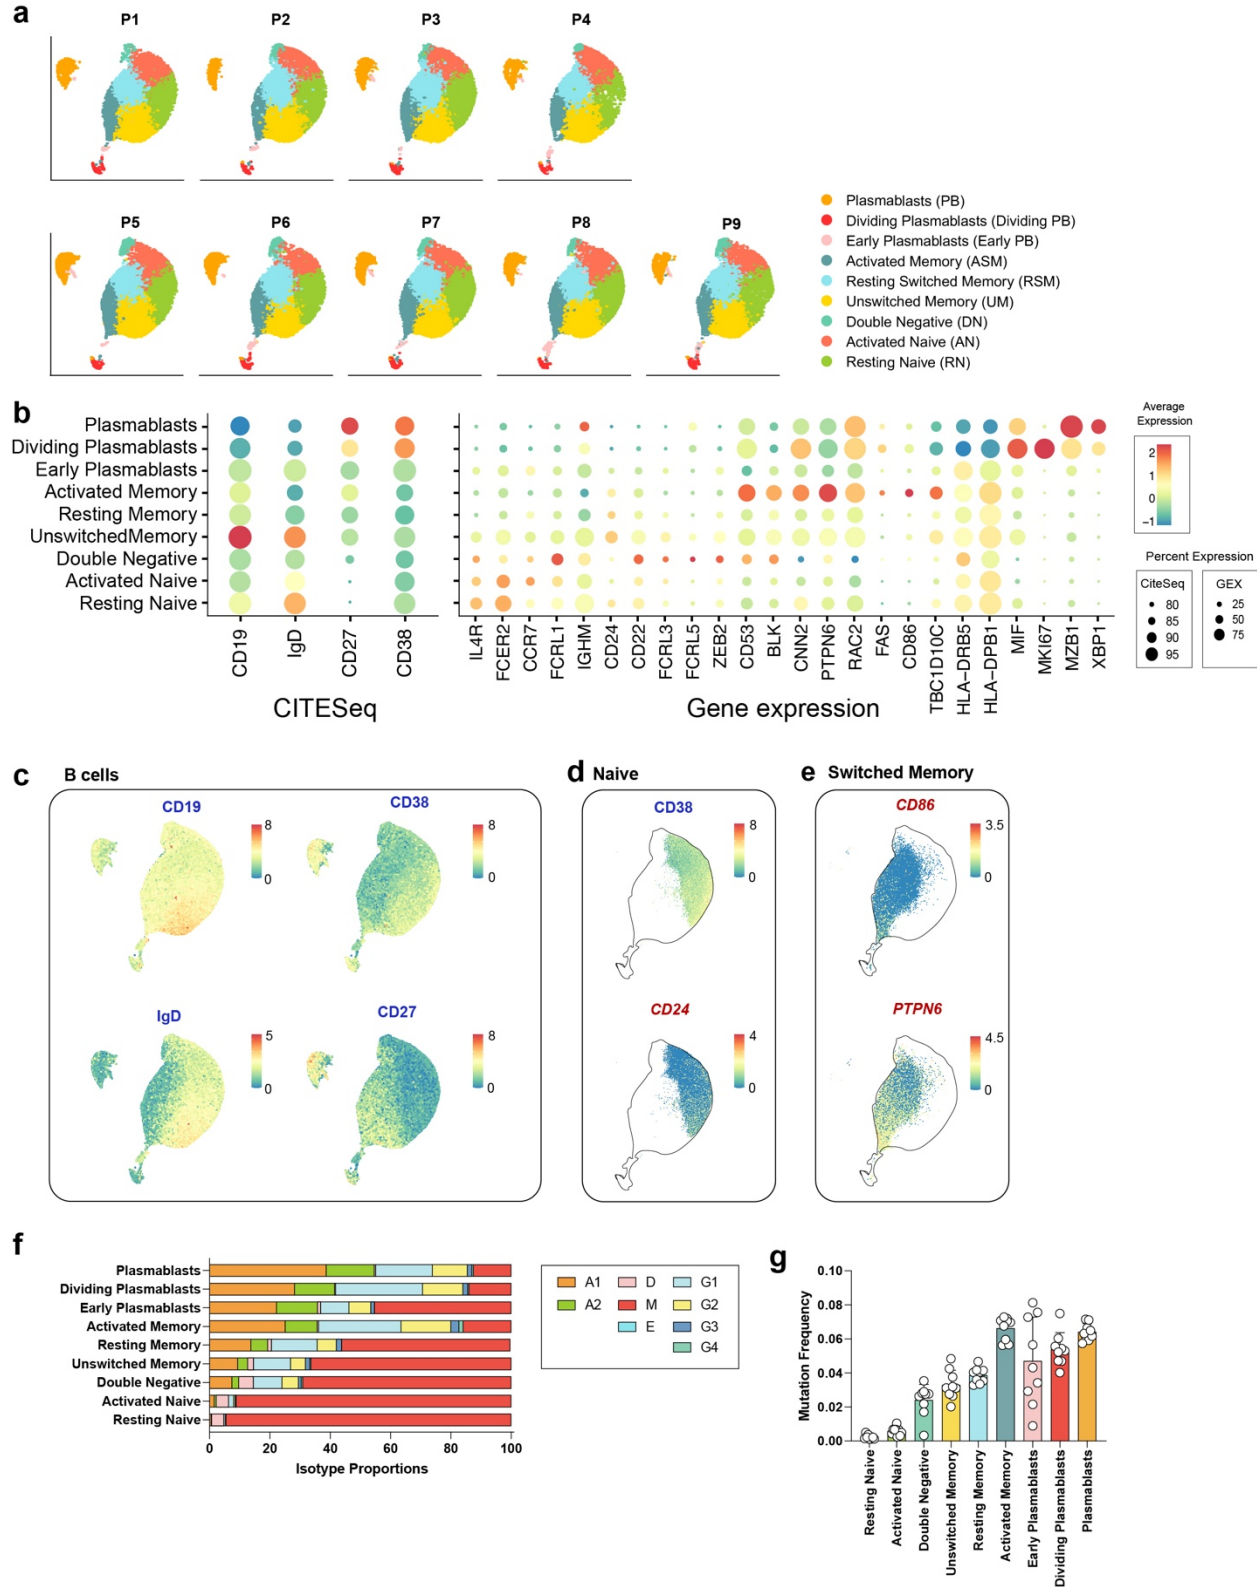 a
P1 P2 P3 P4
P5 P6 P7 P8 P9
Plasmablasts (PB)
Dividing Plasmablasts (Dividing PB)
Early Plasmablasts (Early PB)
Activated Memory (ASM)
Resting Switched Memory (RSM)
Unswitched Memory (UM)
Double Negative (DN)
Activated Naive (AN)
Resting Naive (RN)
b
Plasmablasts
Dividing Plasmablasts
Early Plasmablasts
Activated Memory
Resting Memory
UnswitchedMemory
Double Negative
Activated Naive
Resting Naive
CD19 IgD CD27 CD38
CITESeq
IL4R FCER2 CCR7 FCRL1 IGHM CD24 CD22 FCRL3 FCRL5 ZEB2 CD53 BLK CNN2 PTPN6 RAC2 FAS CD86 TBC1D10C HLA−DRB5 HLA−DPB1 MIF MKI67 MZB1 XBP1
Gene expression
Average
Expression
2
1
0
−1
Percent Expression
CiteSeq
80
85
90
95
GEX
25
50
75
c B cells
CD19
8
0
CD38
8
0
IgD
5
0
CD27
8
0
d Naive
CD38
8
0
CD24
4
0
e Switched Memory
CD86
3.5
0
PTPN6
4.5
0
f
Plasmablasts
Dividing Plasmablasts
Early Plasmablasts
Activated Memory
Resting Memory
Unswitched Memory
Double Negative
Activated Naive
Resting Naive
0 20 40 60 80 100
Isotype Proportions
A1 D G1
A2 M G2
E G3
G4
g
Mutation Frequency
0.10
0.08
0.06
0.04
0.02
0.00
Resting Naive
Activated Naive
Double Negative
Unswitched Memory
Resting Memory
Activated Memory
Early Plasmablasts
Dividing Plasmablasts
Plasmablasts